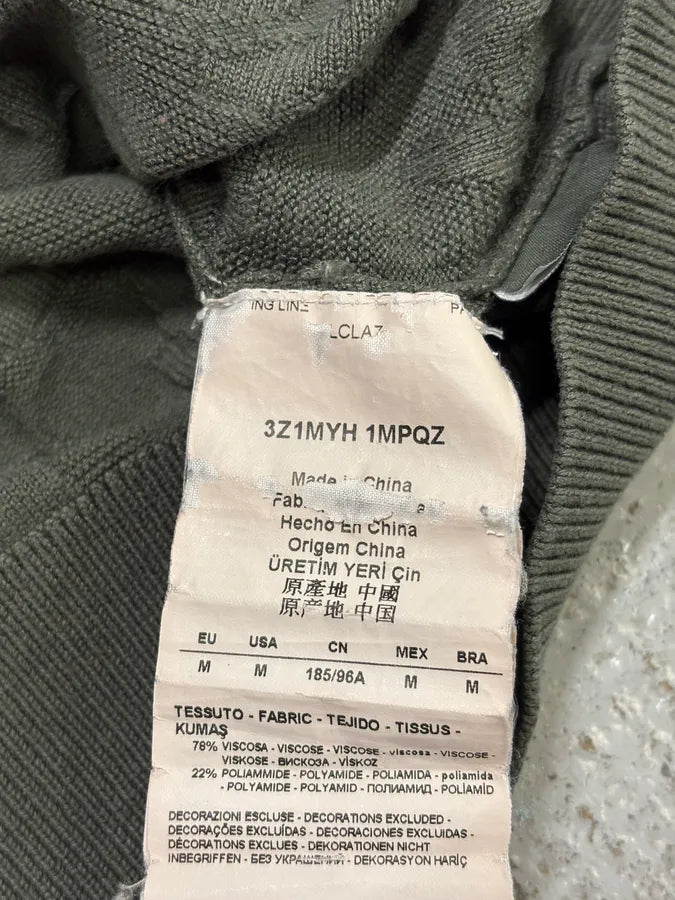 ING LINE
LCLAZ
3Z1MYH 1MPQZ
Made in China
Hecho En China
Origem China
ÜRETİM YERİ Çin
原產地 中國
原产地 中国
EU USA CN MEX BRA
M M 185/96A M M
TESSUTO - FABRIC - TEJIDO - TISSUS -
KUMAŞ
78% VISCOSA - VISCOSE - VISCOSE - viscosa - VISCOSE -
VISKOSE - ВИСКОЗА - VİSKOZ
22% POLIAMMIDE - POLYAMIDE - POLIAMIDA - poliamida
- POLYAMIDE - POLYAMID - ПОЛИАМИД - POLİAMİD
DECORAZIONI ESCLUSE - DECORATIONS EXCLUDED -
DECORAÇÕES EXCLUÍDAS - DECORACIONES EXCLUIDAS -
DÉCORATIONS EXCLUES - DEKORATIONEN NICHT
INBEGRIFFEN - БЕЗ УКРАШЕНИЙ - DEKORASYON HARİÇ